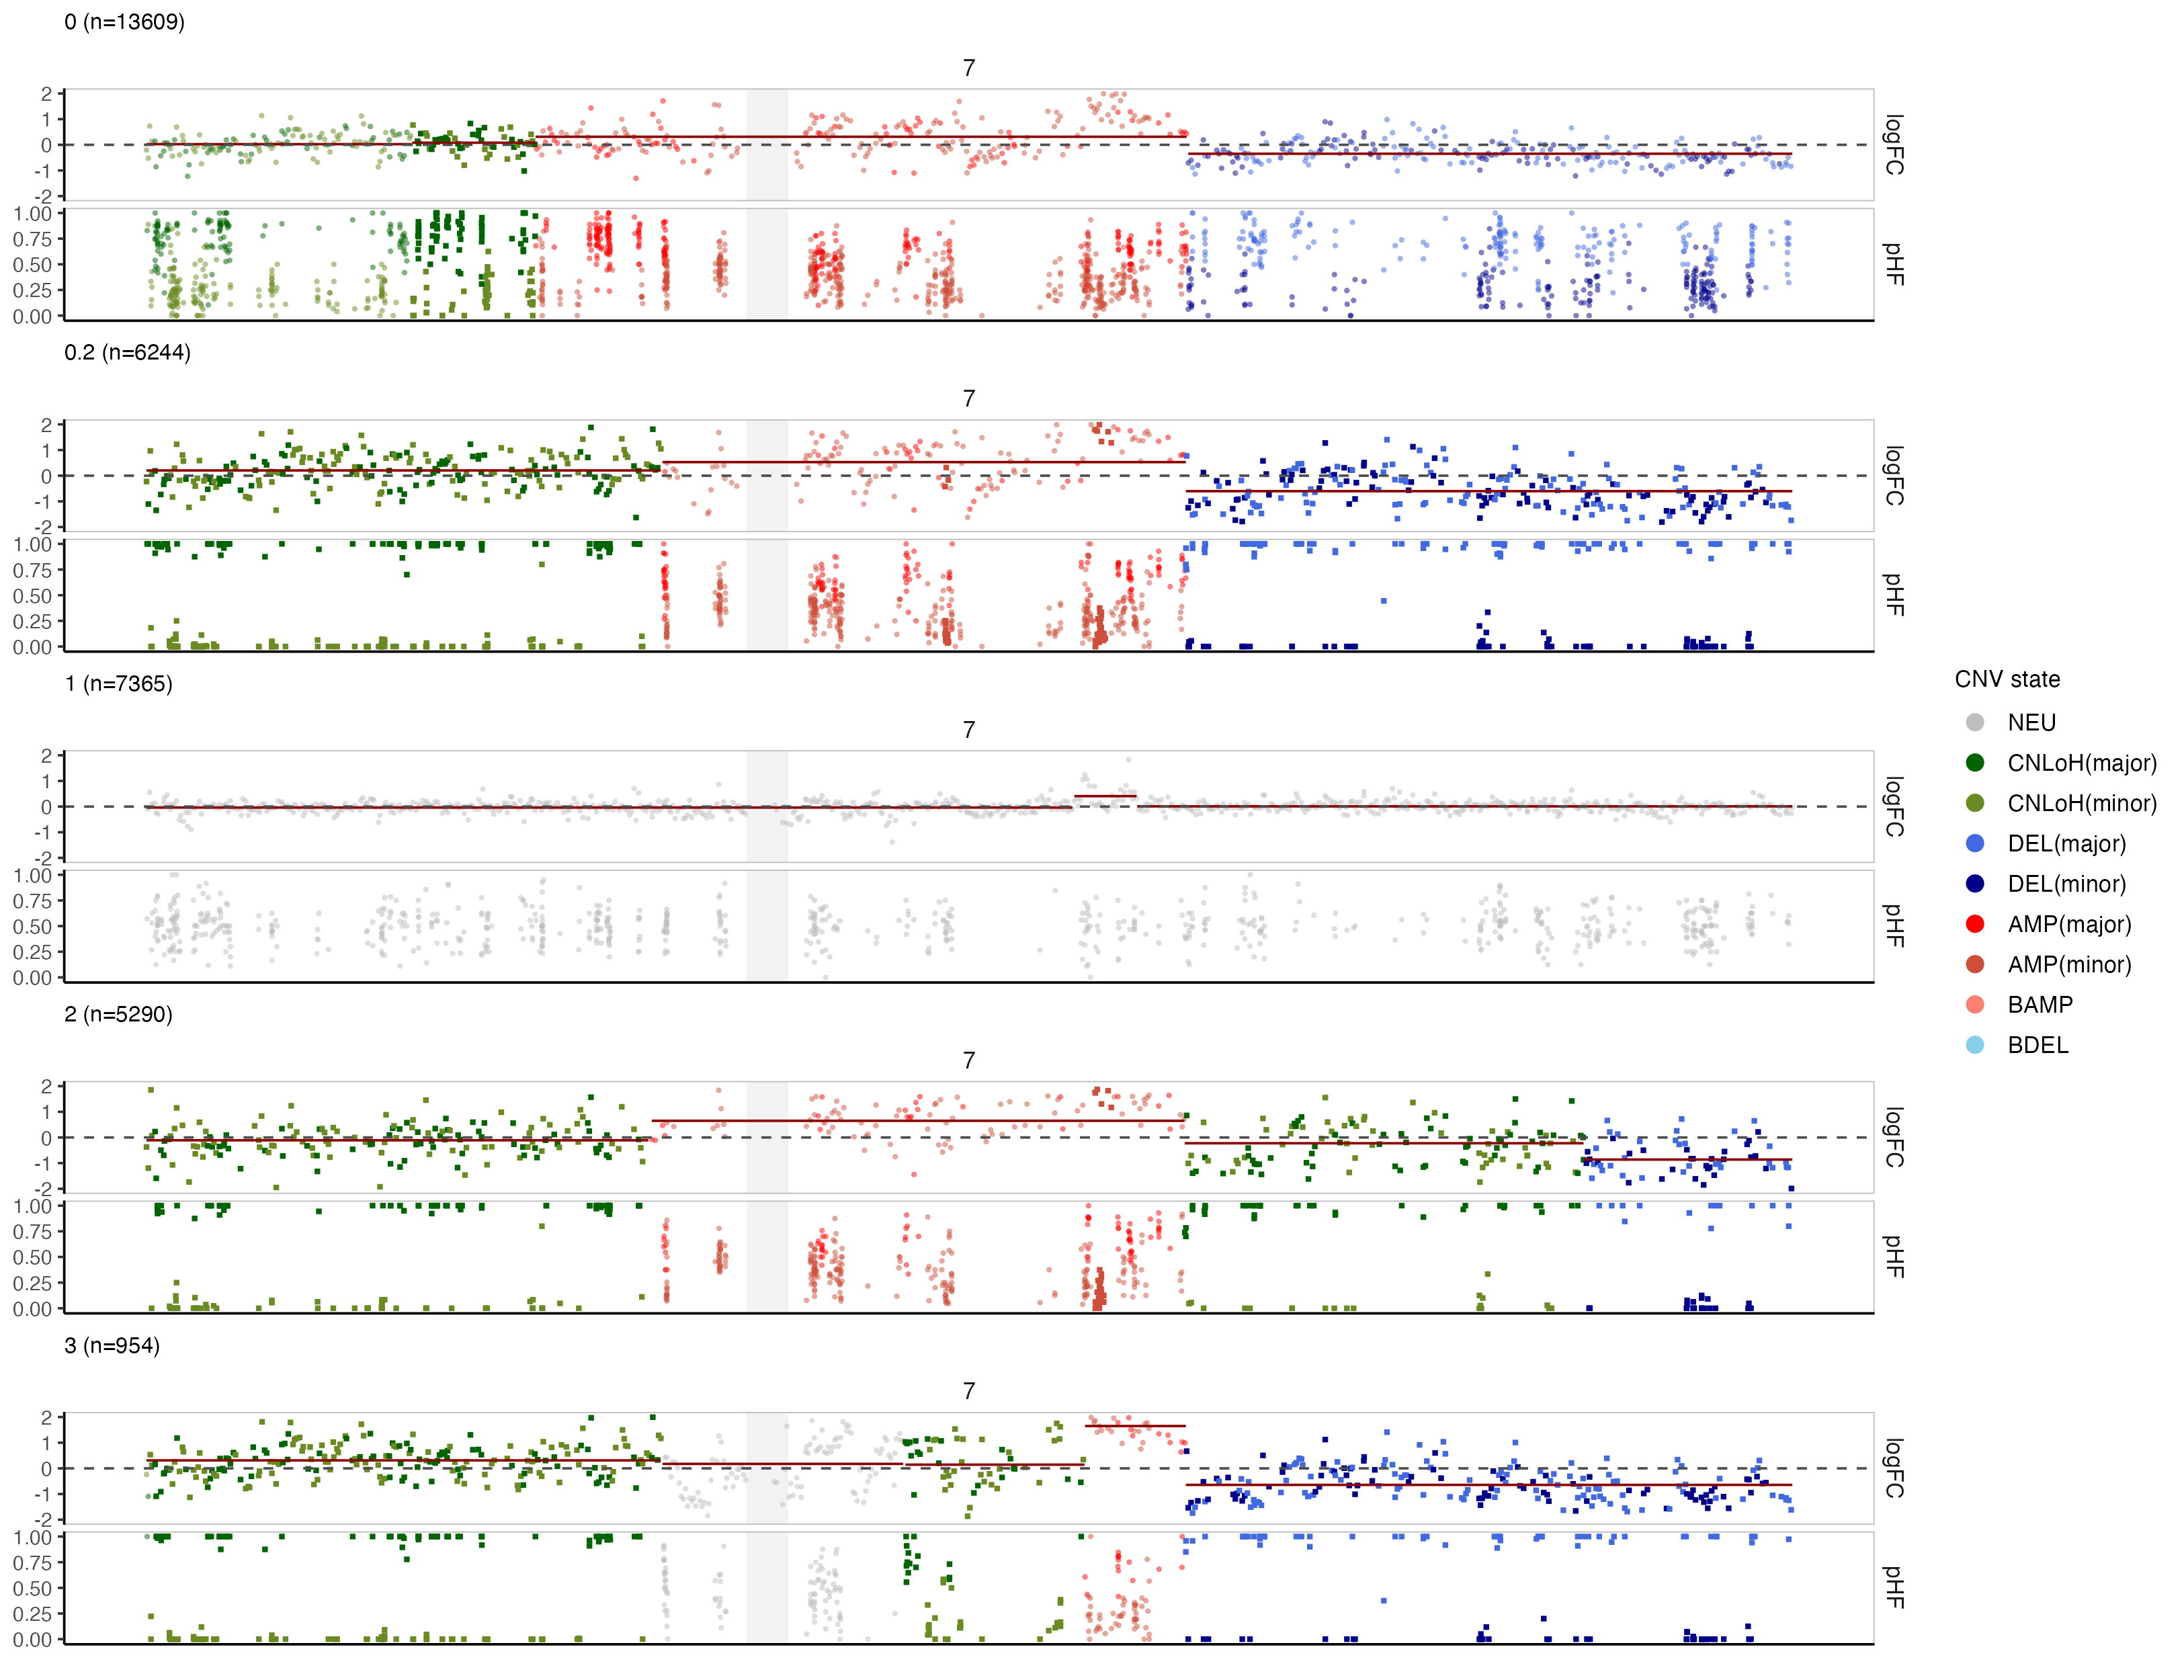 0 (n=13609)
7
2
1
0
-1
-2
logFC
1.00
0.75
0.50
0.25
0.00
pHF
0.2 (n=6244)
7
2
1
0
-1
-2
logFC
1.00
0.75
0.50
0.25
0.00
pHF
1 (n=7365)
7
2
1
0
-1
-2
logFC
1.00
0.75
0.50
0.25
0.00
pHF
2 (n=5290)
7
2
1
0
-1
-2
logFC
1.00
0.75
0.50
0.25
0.00
pHF
3 (n=954)
7
2
1
0
-1
-2
logFC
1.00
0.75
0.50
0.25
0.00
pHF
CNV state
NEU
CNLoH(major)
CNLoH(minor)
DEL(major)
DEL(minor)
AMP(major)
AMP(minor)
BAMP
BDEL